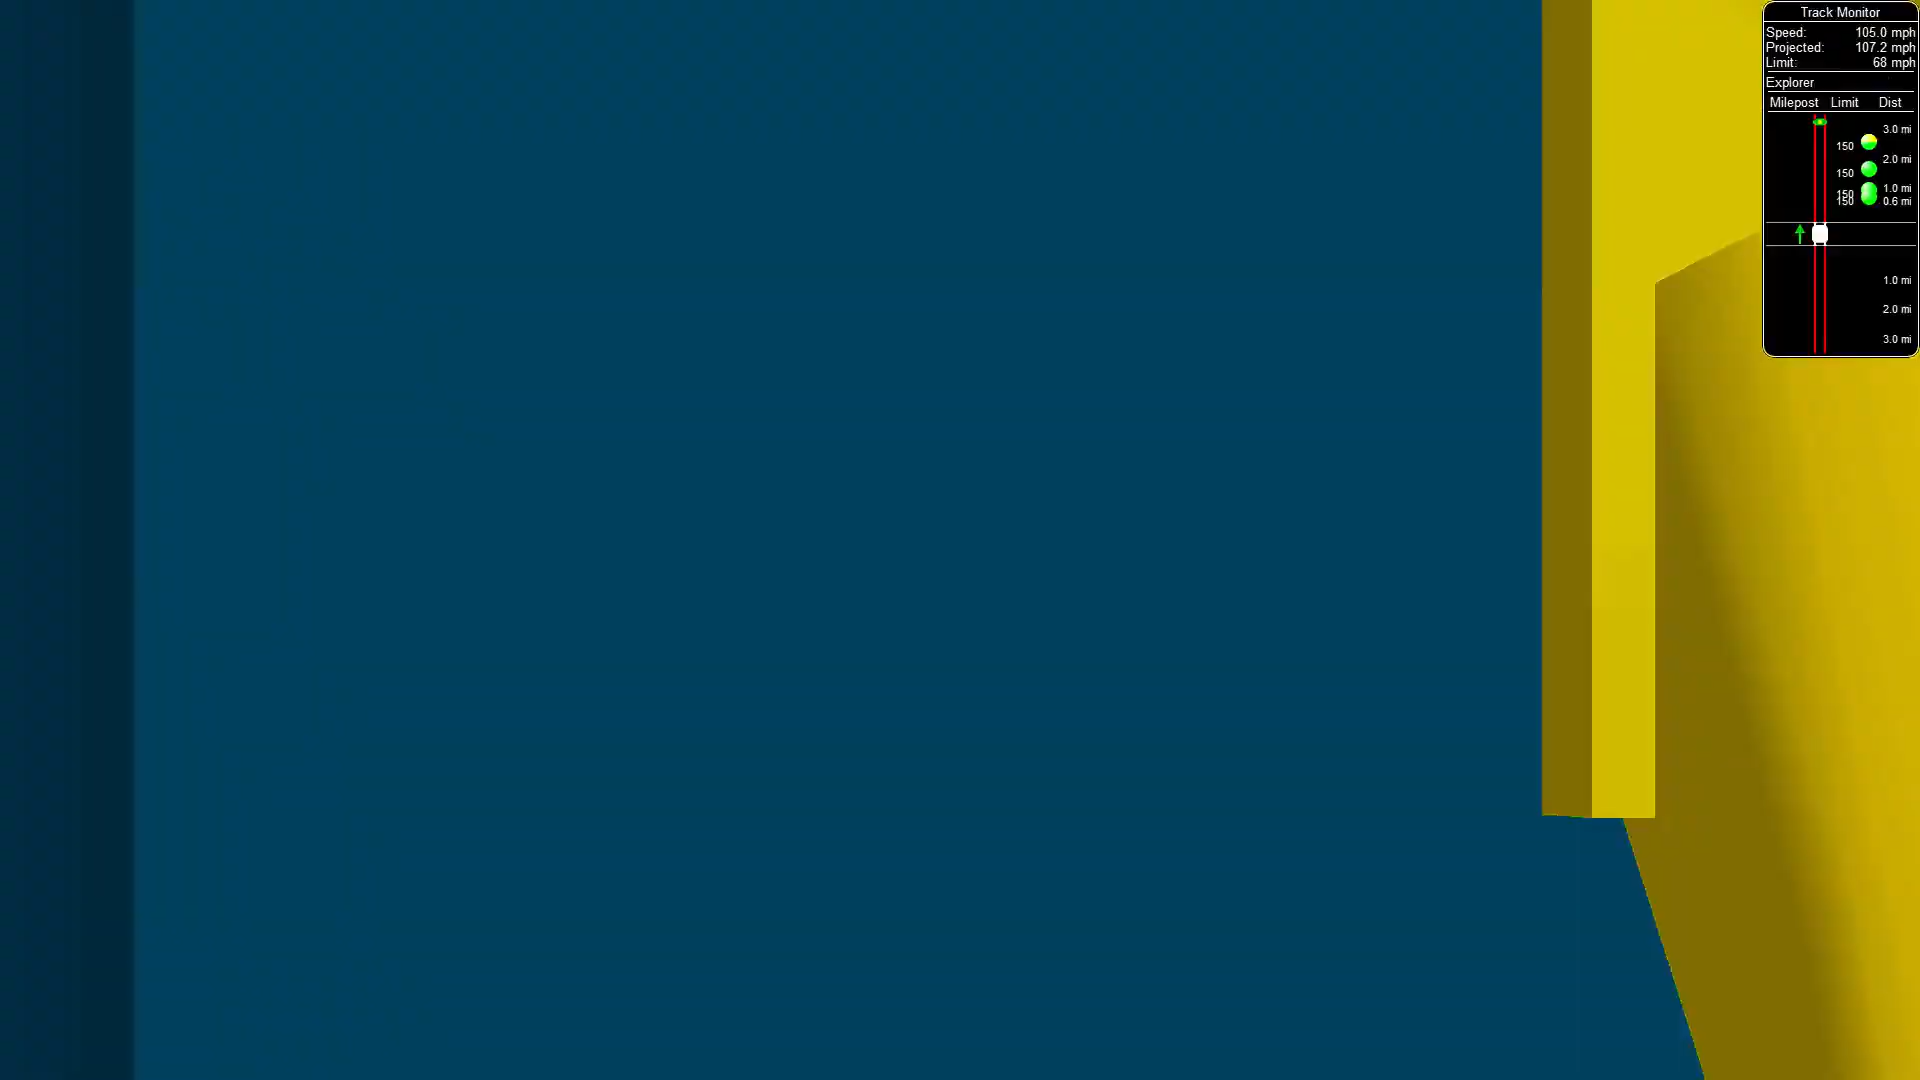 Track Monitor
Speed: 105.0 mph
Projected: 107.2 mph
Limit: 68 mph
Explorer
Milepost Limit Dist
3.0 mi
150
2.0 mi
150
1.0 mi
150
150 0.6 mi
1.0 mi
2.0 mi
3.0 mi